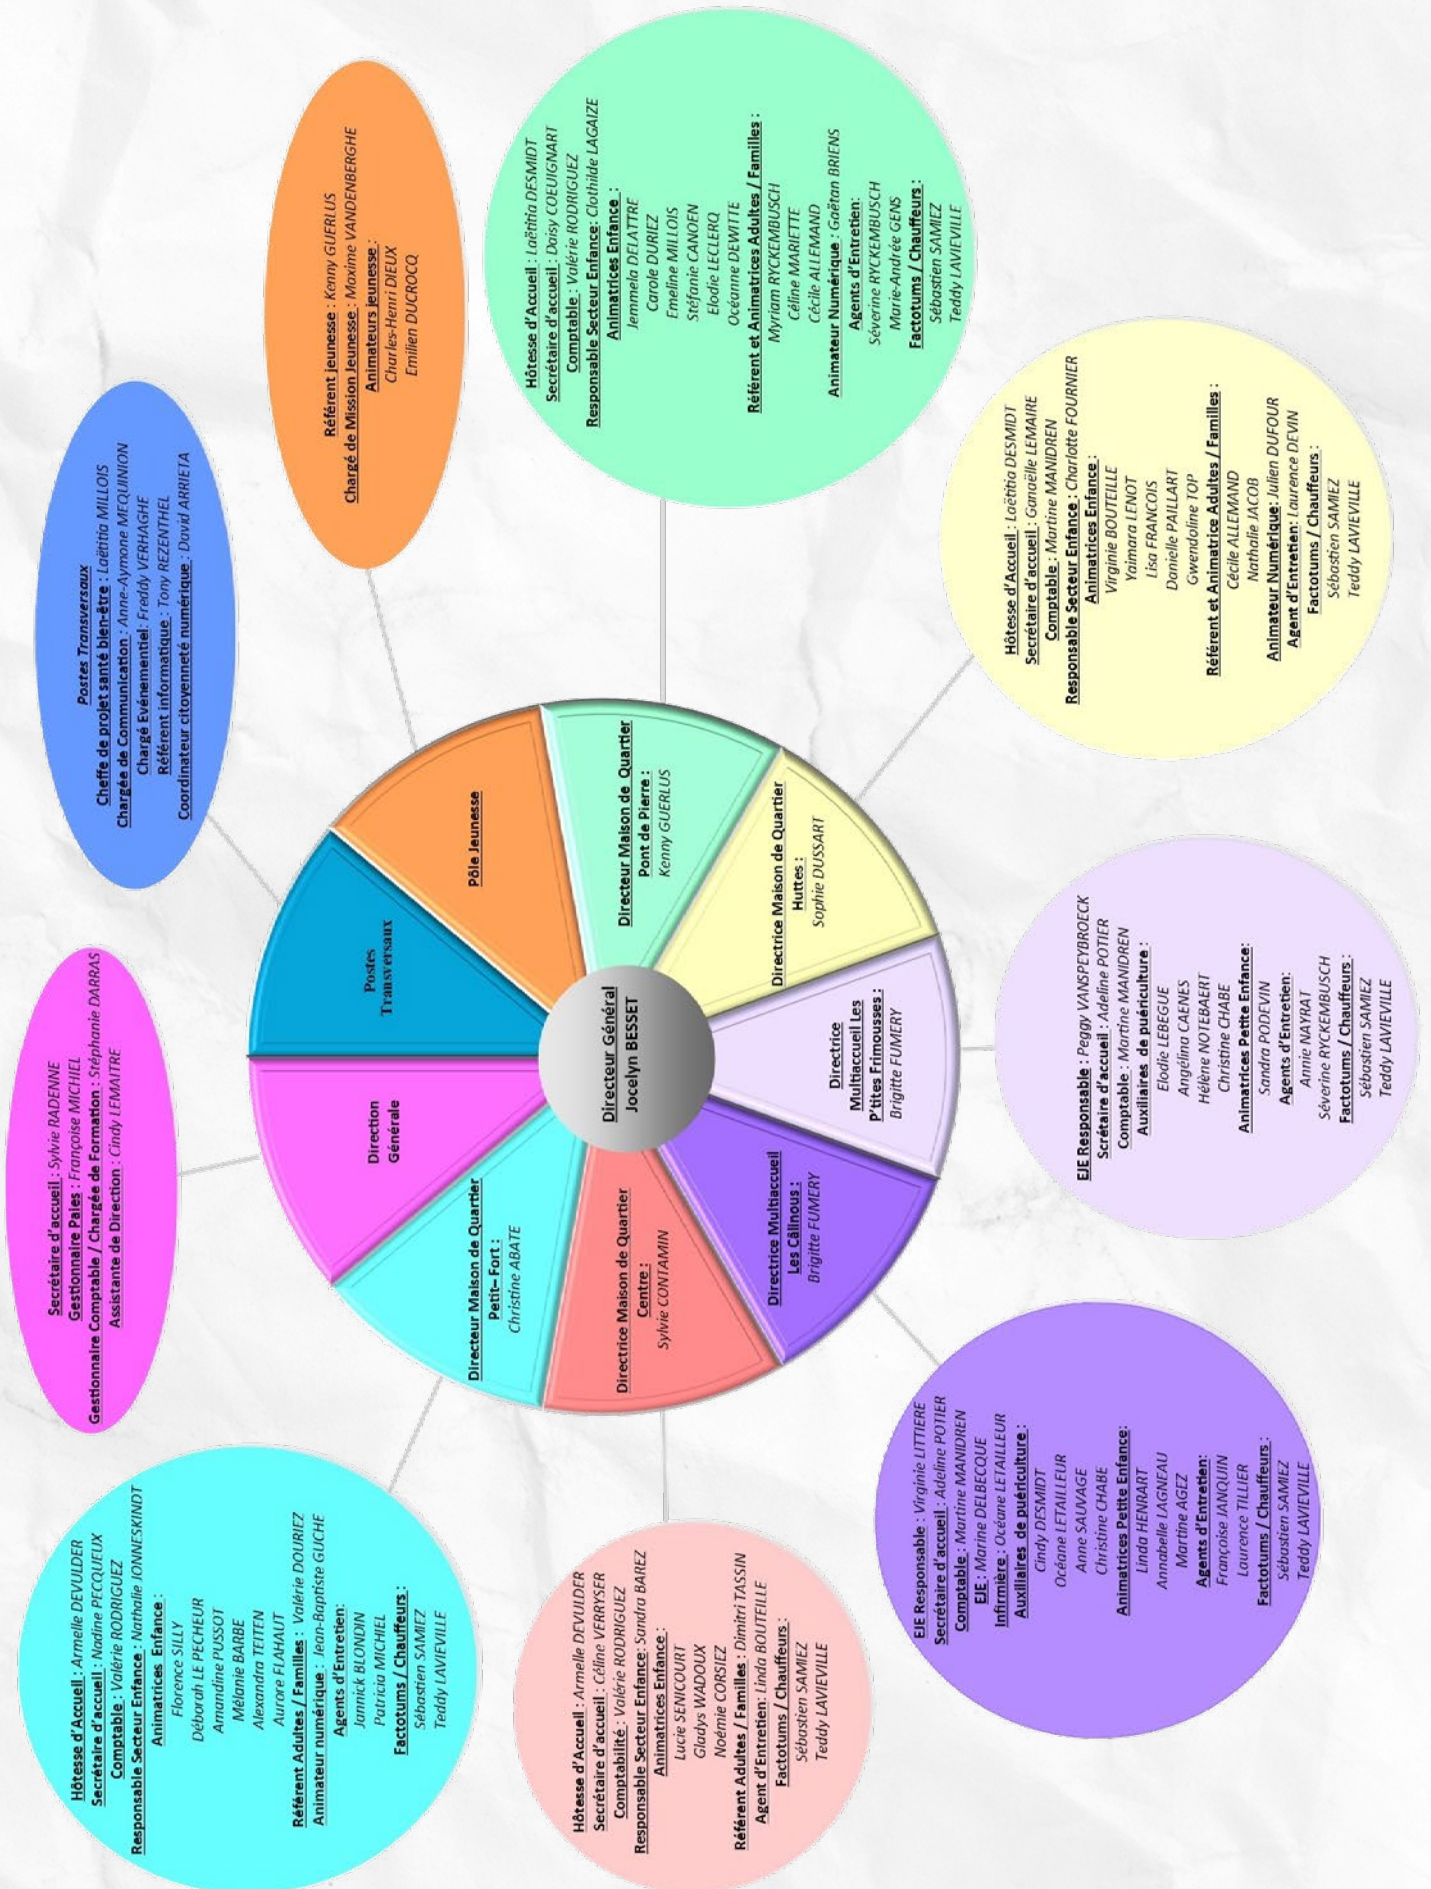 Directeur Général
Jocelyn BESSET
Direction
Générale
Postes
Transversaux
Pôle Jeunesse
Directeur Maison de Quartier
Pont de Pierre :
Kenny GUERLUS
Directrice Maison de Quartier
Huttes :
Sophie DUSSART
Directrice
Multiaccueil Les
P'tites Frimousses :
Brigitte FUMERY
Directrice Multiaccueil
Les Câlinous :
Brigitte FUMERY
Directrice Maison de Quartier
Centre :
Sylvie CONTAMIN
Directeur Maison de Quartier
Petit– Fort :
Christine ABATE
Secrétaire d'accueil : Sylvie RADENNE
Gestionnaire Paies : Françoise MICHIEL
Gestionnaire Comptable / Chargée de Formation : Stéphanie DARRAS
Assistante de Direction : Cindy LEMAITRE
Postes Transversaux
Cheffe de projet santé bien-être : Laëtitia MILLOIS
Chargée de Communication : Anne-Aymone MEQUINION
Chargé Evénementiel: Freddy VERHAGHE
Référent informatique : Tony REZENTHEL
Coordinateur citoyenneté numérique : David ARRIETA
Référent jeunesse : Kenny GUERLUS
Chargé de Mission Jeunesse : Maxime VANDENBERGHE
Animateurs jeunesse :
Charles-Henri DIEUX
Emilien DUCROCQ
Hôtesse d'Accueil : Laëtitia DESMIDT
Secrétaire d'accueil : Daisy COEUIGNART
Comptable : Valérie RODRIGUEZ
Responsable Secteur Enfance: Clothilde LAGAIZE
Animatrices Enfance :
Jemmela DELATTRE
Carole DURIEZ
Emeline MILLOIS
Stéfanie CANOEN
Elodie LECLERQ
Océanne DEWITTE
Référent et Animatrices Adultes / Familles :
Myriam RYCKEMBUSCH
Céline MARIETTE
Cécile ALLEMAND
Animateur Numérique : Gaëtan BRIENS
Agents d'Entretien:
Séverine RYCKEMBUSCH
Marie-Andrée GENS
Factotums / Chauffeurs :
Sébastien SAMIEZ
Teddy LAVIEVILLE
Hôtesse d'Accueil : Laëtitia DESMIDT
Secrétaire d'accueil : Ganaëlle LEMAIRE
Comptable : Martine MANIDREN
Responsable Secteur Enfance : Charlotte FOURNIER
Animatrices Enfance :
Virginie BOUTEILLE
Yaimara LENOT
Lisa FRANCOIS
Danielle PAILLART
Gwendoline TOP
Référent et Animatrice Adultes / Familles :
Cécile ALLEMAND
Nathalie JACOB
Animateur Numérique: Julien DUFOUR
Agent d'Entretien: Laurence DEVIN
Factotums / Chauffeurs :
Sébastien SAMIEZ
Teddy LAVIEVILLE
EJE Responsable : Peggy VANSPEYBROECK
Scrétaire d'accueil : Adeline POTIER
Comptable : Martine MANIDREN
Auxiliaires de puériculture :
Elodie LEBEGUE
Angélina CAENES
Hélène NOTEBAERT
Christine CHABE
Animatrices Petite Enfance:
Sandra PODEVIN
Agents d'Entretien:
Annie NAYRAT
Séverine RYCKEMBUSCH
Factotums / Chauffeurs :
Sébastien SAMIEZ
Teddy LAVIEVILLE
EJE Responsable : Virginie LITTIERE
Secrétaire d'accueil : Adeline POTIER
Comptable : Martine MANIDREN
EJE : Marine DELBECQUE
Infirmière : Océane LETAILLEUR
Auxiliaires de puériculture :
Cindy DESMIDT
Océane LETAILLEUR
Anne SAUVAGE
Christine CHABE
Animatrices Petite Enfance:
Linda HENRART
Annabelle LAGNEAU
Martine AGEZ
Agents d'Entretien:
Françoise JANQUIN
Laurence TILLIER
Factotums / Chauffeurs :
Sébastien SAMIEZ
Teddy LAVIEVILLE
Hôtesse d'Accueil : Armelle DEVULDER
Secrétaire d'accueil : Céline VERRYSER
Comptabilité : Valérie RODRIGUEZ
Responsable Secteur Enfance: Sandra BAREZ
Animatrices Enfance :
Lucie SENICOURT
Gladys WADOUX
Noémie CORSIEZ
Référent Adultes / Familles : Dimitri TASSIN
Agent d'Entretien: Linda BOUTEILLE
Factotums / Chauffeurs :
Sébastien SAMIEZ
Teddy LAVIEVILLE
Hôtesse d'Accueil : Armelle DEVULDER
Secrétaire d'accueil : Nadine PECQUEUX
Comptable : Valérie RODRIGUEZ
Responsable Secteur Enfance : Nathalie JONNESKINDT
Animatrices Enfance :
Florence SILLY
Déborah LE PECHEUR
Amandine PUSSOT
Mélanie BARBE
Alexandra TEITEN
Aurore FLAHAUT
Référent Adultes / Familles : Valérie DOURIEZ
Animateur numérique : Jean-Baptiste GUCHE
Agents d'Entretien:
Jannick BLONDIN
Patricia MICHIEL
Factotums / Chauffeurs :
Sébastien SAMIEZ
Teddy LAVIEVILLE